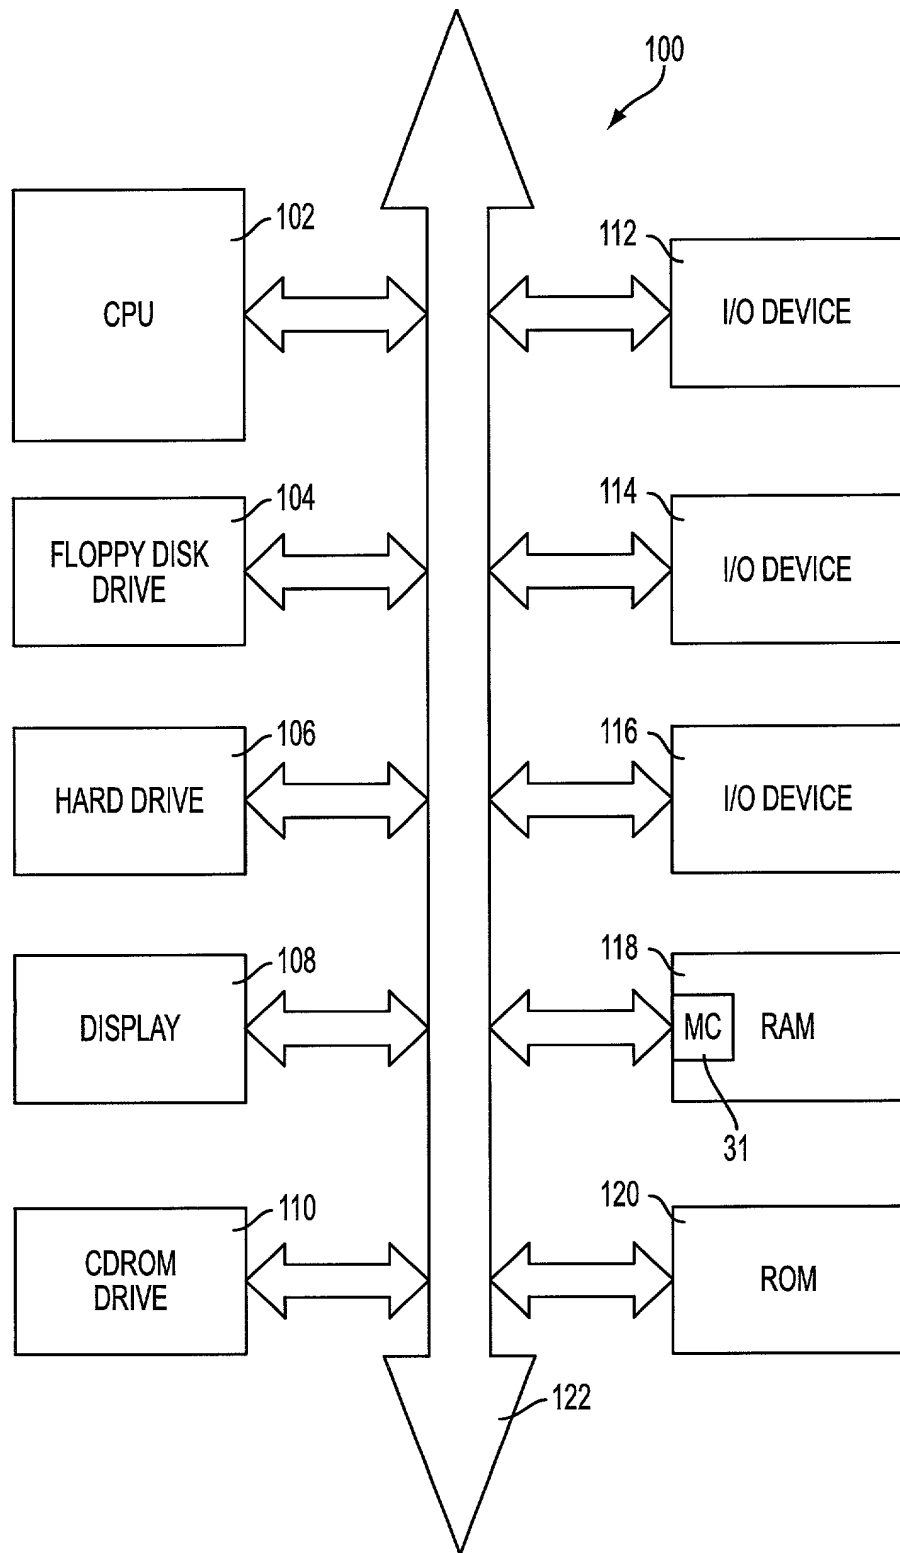 100
102
CPU
112
I/O DEVICE
104
FLOPPY DISK
DRIVE
114
I/O DEVICE
106
HARD DRIVE
116
I/O DEVICE
108
DISPLAY
118
MC
RAM
31
110
CDROM
DRIVE
120
ROM
122